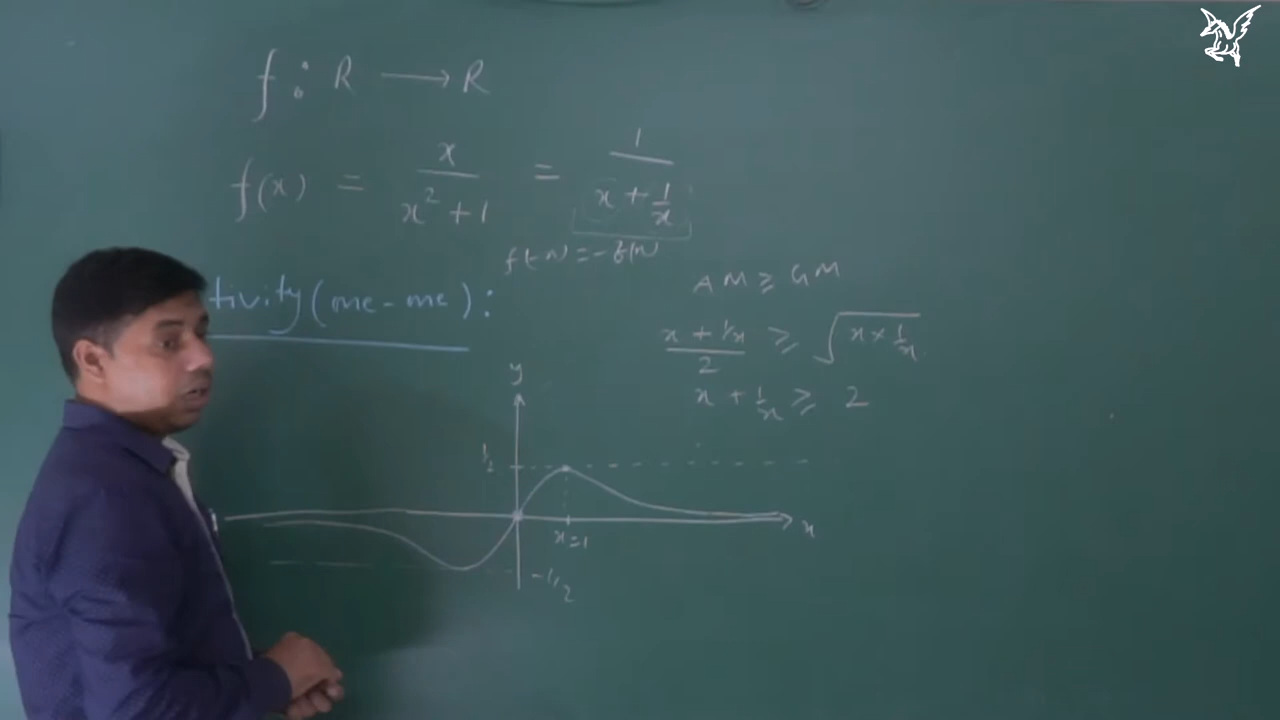 f : R ⟶ R
f(x) = x/(x² + 1) = 1/(x + 1/x)
f(-x) = -f(x)
tivity (one - one) :
AM ≥ GM
(x + 1/x)/2 ≥ √(x × 1/x)
x + 1/x ≥ 2
y
1/2
x
x=1
-1/2